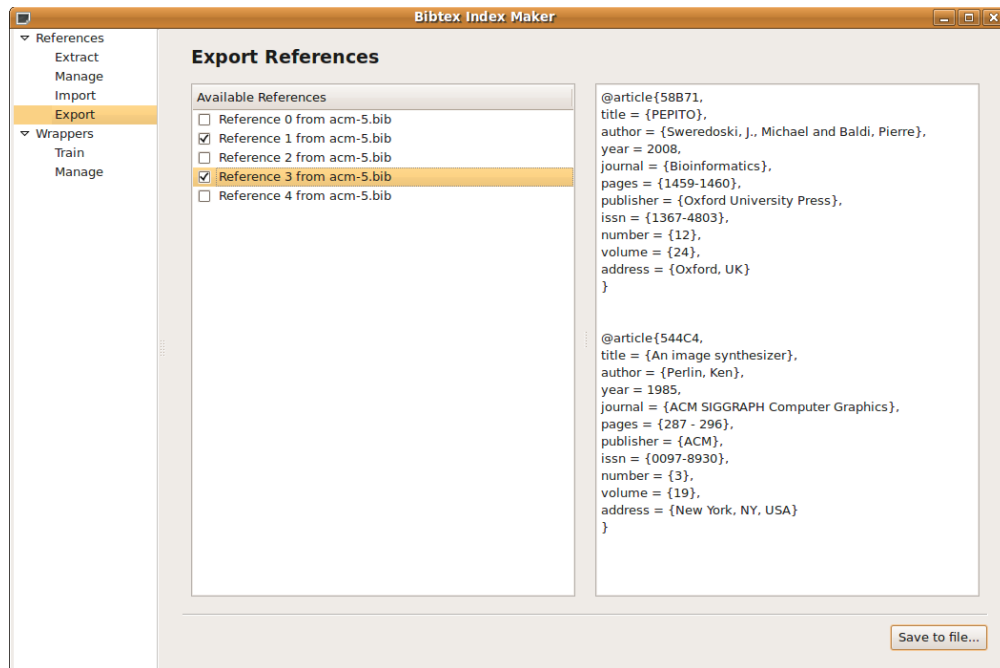 Bibtex Index Maker
References
Extract
Manage
Import
Export
Wrappers
Train
Manage
Export References
Available References
Reference 0 from acm-5.bib
Reference 1 from acm-5.bib
Reference 2 from acm-5.bib
Reference 3 from acm-5.bib
Reference 4 from acm-5.bib
@article{58B71,
title = {PEPITO},
author = {Sweredoski, J., Michael and Baldi, Pierre},
year = 2008,
journal = {Bioinformatics},
pages = {1459-1460},
publisher = {Oxford University Press},
issn = {1367-4803},
number = {12},
volume = {24},
address = {Oxford, UK}
}
@article{544C4,
title = {An image synthesizer},
author = {Perlin, Ken},
year = 1985,
journal = {ACM SIGGRAPH Computer Graphics},
pages = {287 - 296},
publisher = {ACM},
issn = {0097-8930},
number = {3},
volume = {19},
address = {New York, NY, USA}
}
Save to file...